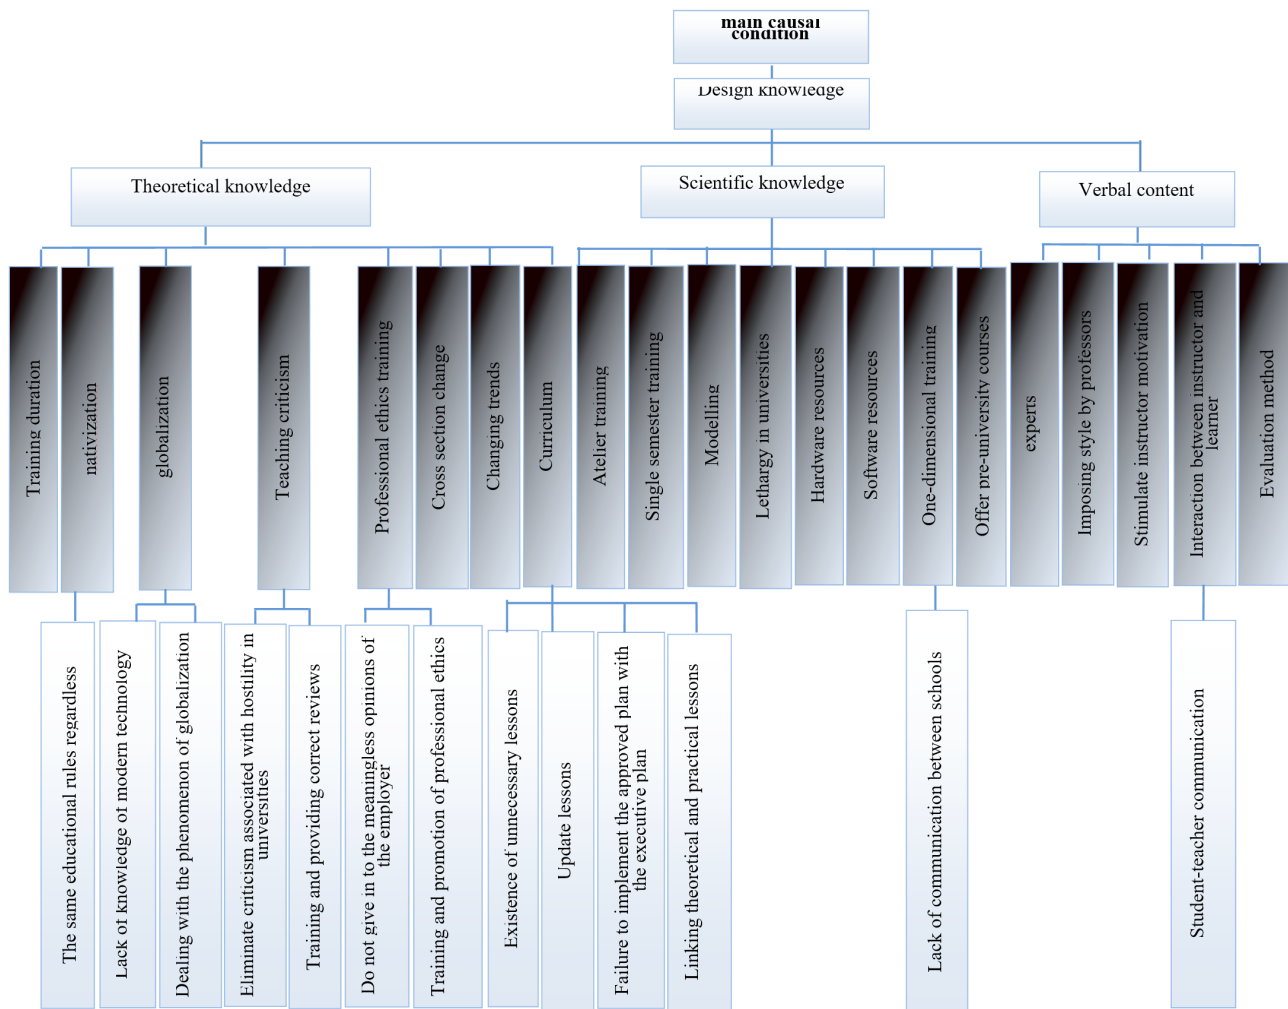 main causal
condition
Design knowledge
Theoretical knowledge
Scientific knowledge
Verbal content
Training duration
nativization
globalization
Teaching criticism
Professional ethics training
Cross section change
Changing trends
Curriculum
Atelier training
Single semester training
Modelling
Lethargy in universities
Hardware resources
Software resources
One-dimensional training
Offer pre-university courses
experts
Imposing style by professors
Stimulate instructor motivation
Interaction between instructor and
learner
Evaluation method
The same educational rules regardless
Lack of knowledge of modern technology
Dealing with the phenomenon of globalization
Eliminate criticism associated with hostility in
universities
Training and providing correct reviews
Do not give in to the meaningless opinions of
the employer
Training and promotion of professional ethics
Existence of unnecessary lessons
Update lessons
Failure to implement the approved plan with
the executive plan
Linking theoretical and practical lessons
Lack of communication between schools
Student-teacher communication